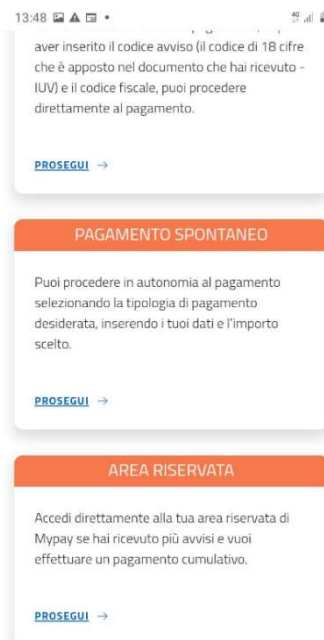 13:48
aver inserito il codice avviso (il codice di 18 cifre
che è apposto nel documento che hai ricevuto -
IUV) e il codice fiscale, puoi procedere
direttamente al pagamento.
PROSEGUI →
PAGAMENTO SPONTANEO
Puoi procedere in autonomia al pagamento
selezionando la tipologia di pagamento
desiderata, inserendo i tuoi dati e l'importo
scelto.
PROSEGUI →
AREA RISERVATA
Accedi direttamente alla tua area riservata di
Mypay se hai ricevuto più avvisi e vuoi
effettuare un pagamento cumulativo.
PROSEGUI →